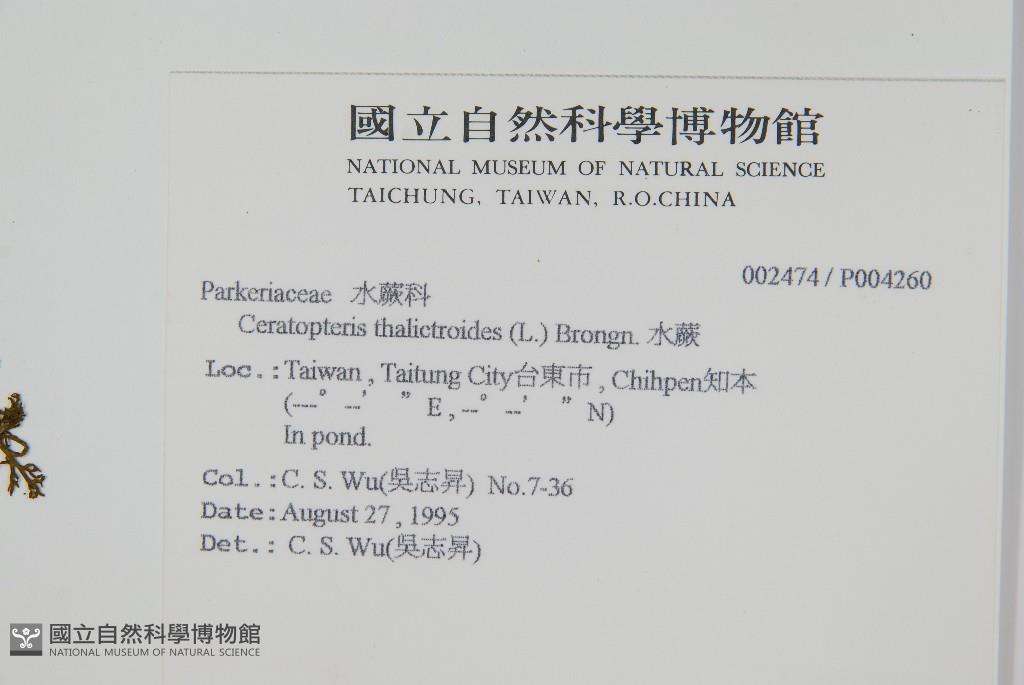 國立自然科學博物館
NATIONAL MUSEUM OF NATURAL SCIENCE
TAICHUNG, TAIWAN, R.O.CHINA
002474 / P004260
Parkeriaceae 水蕨科
Ceratopteris thalictroides (L.) Brongn. 水蕨
Loc.: Taiwan , Taitung City台東市 , Chihpen知本
(---° --' ” E , --° --' ” N)
In pond.
Col.: C. S. Wu(吳志昇) No.7-36
Date: August 27 , 1995
Det.: C. S. Wu(吳志昇)
國立自然科學博物館
NATIONAL MUSEUM OF NATURAL SCIENCE